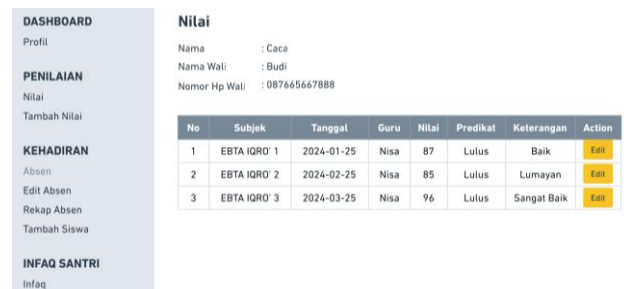 DASHBOARD
Profil
PENILAIAN
Nilai
Tambah Nilai
KEHADIRAN
Absen
Edit Absen
Rekap Absen
Tambah Siswa
INFAQ SANTRI
Infaq
Nilai
Nama : Caca
Nama Wali : Budi
Nomor Hp Wali : 087665667888
No Subjek Tanggal Guru Nilai Predikat Keterangan Action
1 EBTA IQRO' 1 2024-01-25 Nisa 87 Lulus Baik Edit
2 EBTA IQRO' 2 2024-02-25 Nisa 85 Lulus Lumayan Edit
3 EBTA IQRO' 3 2024-03-25 Nisa 96 Lulus Sangat Baik Edit